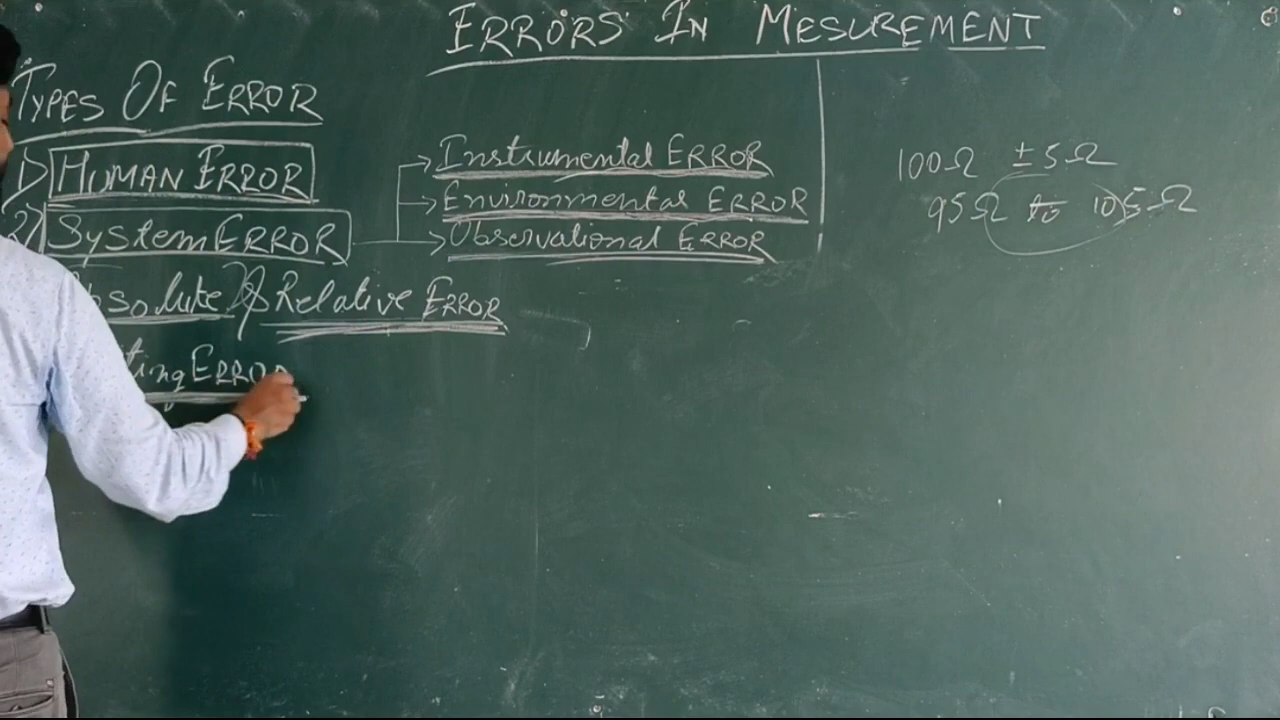 ERRORS IN MESUREMENT
TYPES OF ERROR
1) HUMAN ERROR
2) System ERROR
Instrumental ERROR
Environmental ERROR
Observational ERROR
Relative ERROR
ERROR
100Ω ±5Ω
95Ω to 105Ω